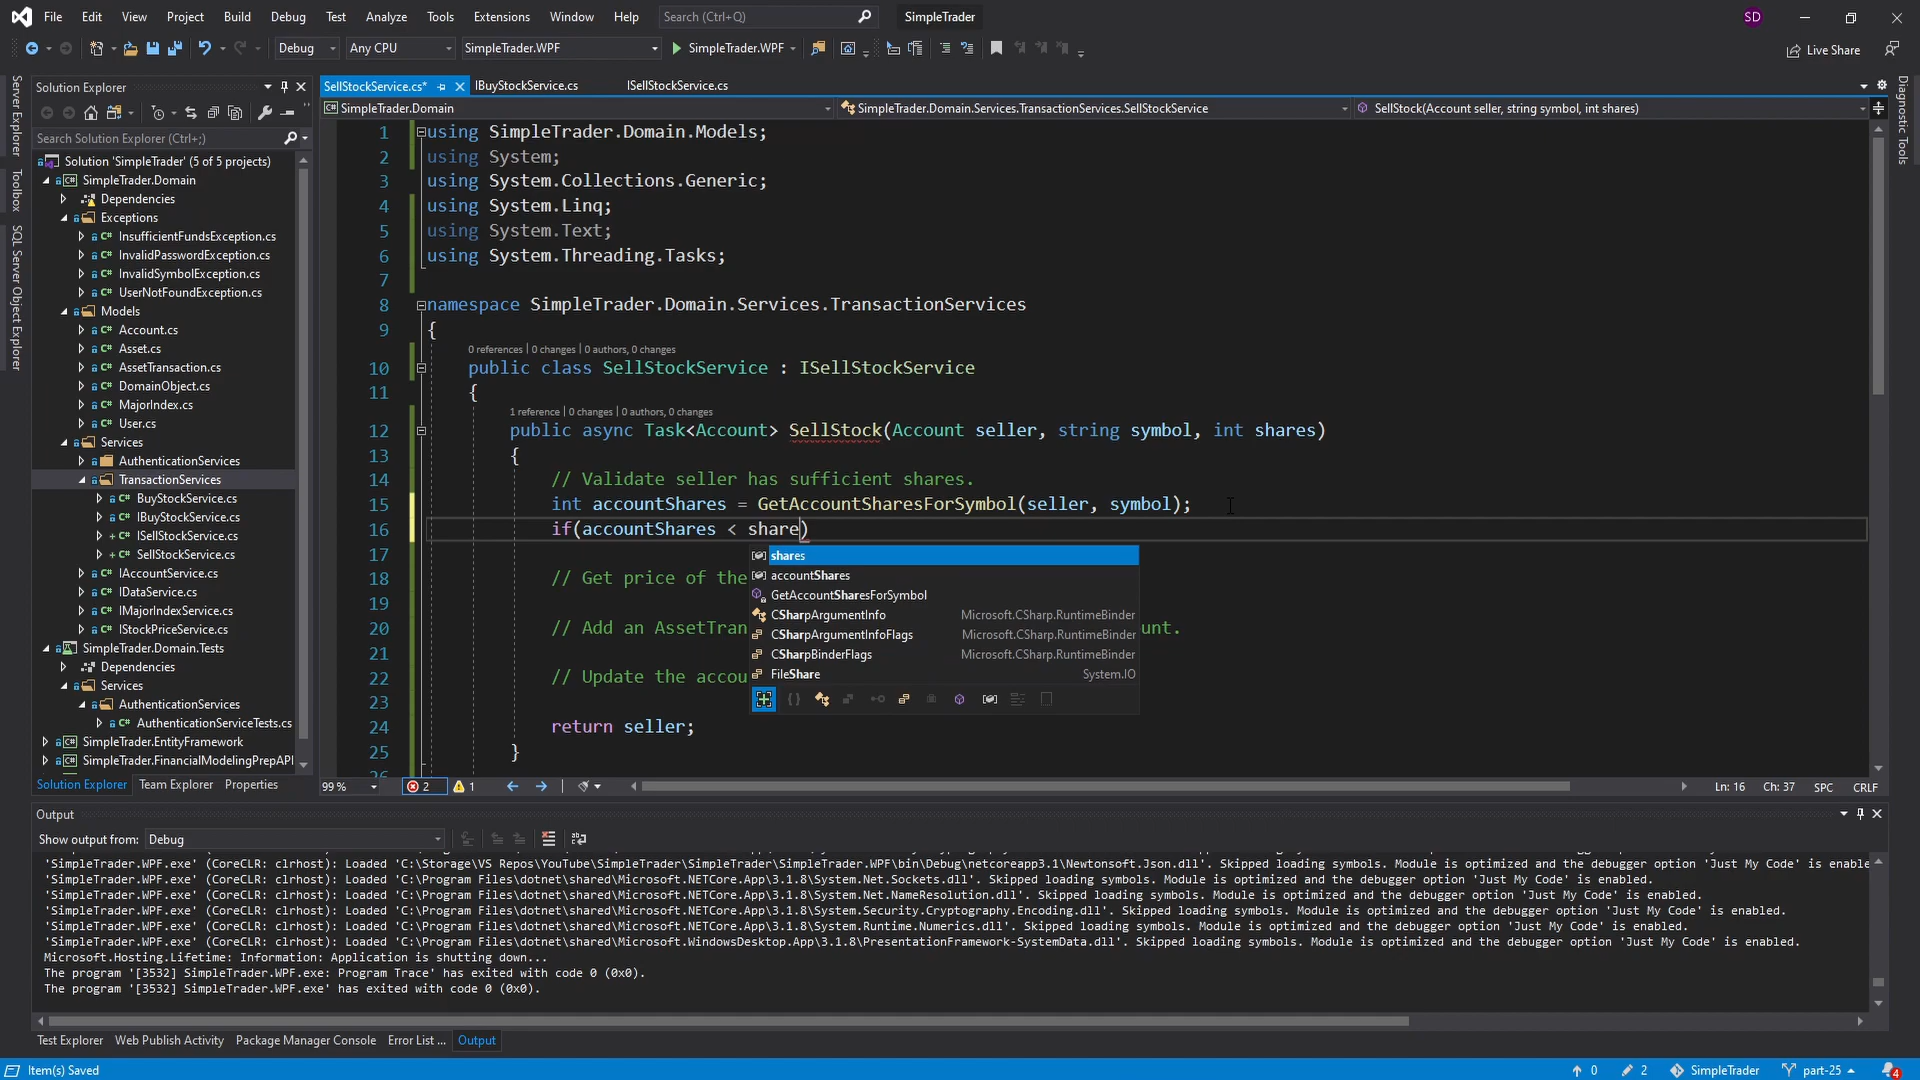 File Edit View Project Build Debug Test Analyze Tools Extensions Window Help Search (Ctrl+Q) SimpleTrader SD
Debug Any CPU SimpleTrader.WPF SimpleTrader.WPF Live Share
Server Explorer
Toolbox
SQL Server Object Explorer
Solution Explorer
Search Solution Explorer (Ctrl+;)
Solution 'SimpleTrader' (5 of 5 projects)
SimpleTrader.Domain
Dependencies
Exceptions
InsufficientFundsException.cs
InvalidPasswordException.cs
InvalidSymbolException.cs
UserNotFoundException.cs
Models
Account.cs
Asset.cs
AssetTransaction.cs
DomainObject.cs
MajorIndex.cs
User.cs
Services
AuthenticationServices
TransactionServices
BuyStockService.cs
IBuyStockService.cs
ISellStockService.cs
SellStockService.cs
IAccountService.cs
IDataService.cs
IMajorIndexService.cs
IStockPriceService.cs
SimpleTrader.Domain.Tests
Dependencies
Services
AuthenticationServices
AuthenticationServiceTests.cs
SimpleTrader.EntityFramework
SimpleTrader.FinancialModelingPrepAPI
Solution Explorer Team Explorer Properties
SellStockService.cs* IBuyStockService.cs ISellStockService.cs
SimpleTrader.Domain SimpleTrader.Domain.Services.TransactionServices.SellStockService SellStock(Account seller, string symbol, int shares)
1 using SimpleTrader.Domain.Models;
2 using System;
3 using System.Collections.Generic;
4 using System.Linq;
5 using System.Text;
6 using System.Threading.Tasks;
7
8 namespace SimpleTrader.Domain.Services.TransactionServices
9 {
0 references | 0 changes | 0 authors, 0 changes
10 public class SellStockService : ISellStockService
11 {
1 reference | 0 changes | 0 authors, 0 changes
12 public async Task<Account> SellStock(Account seller, string symbol, int shares)
13 {
14 // Validate seller has sufficient shares.
15 int accountShares = GetAccountSharesForSymbol(seller, symbol);
16 if(accountShares < share)
17
18 // Get price of the
19
20 // Add an AssetTran unt.
21
22 // Update the accou
23
24 return seller;
25 }
26
shares
accountShares
GetAccountSharesForSymbol
CSharpArgumentInfo Microsoft.CSharp.RuntimeBinder
CSharpArgumentInfoFlags Microsoft.CSharp.RuntimeBinder
CSharpBinderFlags Microsoft.CSharp.RuntimeBinder
FileShare System.IO
99 % 2 1 Ln: 16 Ch: 37 SPC CRLF
Diagnostic Tools
Output
Show output from: Debug
'SimpleTrader.WPF.exe' (CoreCLR: clrhost): Loaded 'C:\Storage\VS Repos\YouTube\SimpleTrader\SimpleTrader\SimpleTrader.WPF\bin\Debug\netcoreapp3.1\Newtonsoft.Json.dll'. Skipped loading symbols. Module is optimized and the debugger option 'Just My Code' is enable
'SimpleTrader.WPF.exe' (CoreCLR: clrhost): Loaded 'C:\Program Files\dotnet\shared\Microsoft.NETCore.App\3.1.8\System.Net.Sockets.dll'. Skipped loading symbols. Module is optimized and the debugger option 'Just My Code' is enabled.
'SimpleTrader.WPF.exe' (CoreCLR: clrhost): Loaded 'C:\Program Files\dotnet\shared\Microsoft.NETCore.App\3.1.8\System.Net.NameResolution.dll'. Skipped loading symbols. Module is optimized and the debugger option 'Just My Code' is enabled.
'SimpleTrader.WPF.exe' (CoreCLR: clrhost): Loaded 'C:\Program Files\dotnet\shared\Microsoft.NETCore.App\3.1.8\System.Security.Cryptography.Encoding.dll'. Skipped loading symbols. Module is optimized and the debugger option 'Just My Code' is enabled.
'SimpleTrader.WPF.exe' (CoreCLR: clrhost): Loaded 'C:\Program Files\dotnet\shared\Microsoft.NETCore.App\3.1.8\System.Runtime.Numerics.dll'. Skipped loading symbols. Module is optimized and the debugger option 'Just My Code' is enabled.
'SimpleTrader.WPF.exe' (CoreCLR: clrhost): Loaded 'C:\Program Files\dotnet\shared\Microsoft.WindowsDesktop.App\3.1.8\PresentationFramework-SystemData.dll'. Skipped loading symbols. Module is optimized and the debugger option 'Just My Code' is enabled.
Microsoft.Hosting.Lifetime: Information: Application is shutting down...
The program '[3532] SimpleTrader.WPF.exe: Program Trace' has exited with code 0 (0x0).
The program '[3532] SimpleTrader.WPF.exe' has exited with code 0 (0x0).
Test Explorer Web Publish Activity Package Manager Console Error List ... Output
Item(s) Saved 0 2 SimpleTrader part-25 4